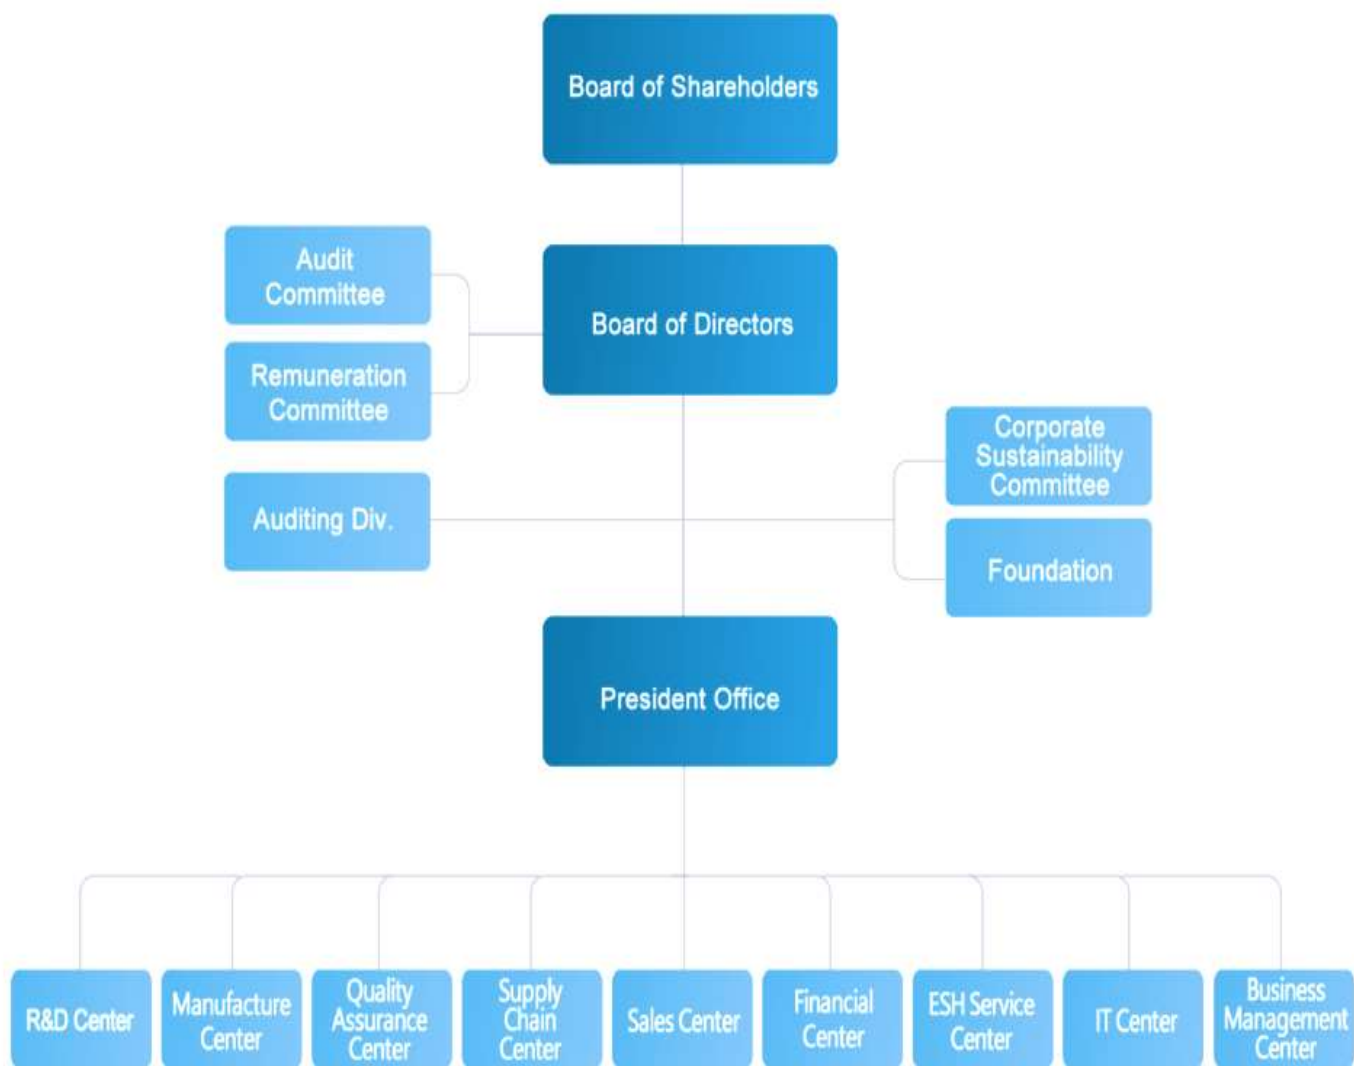 Board of Shareholders
Audit
Committee
Board of Directors
Remuneration
Committee
Corporate
Sustainability
Committee
Auditing Div.
Foundation
President Office
R&D Center
Manufacture
Center
Quality
Assurance
Center
Supply
Chain
Center
Sales Center
Financial
Center
ESH Service
Center
IT Center
Business
Management
Center